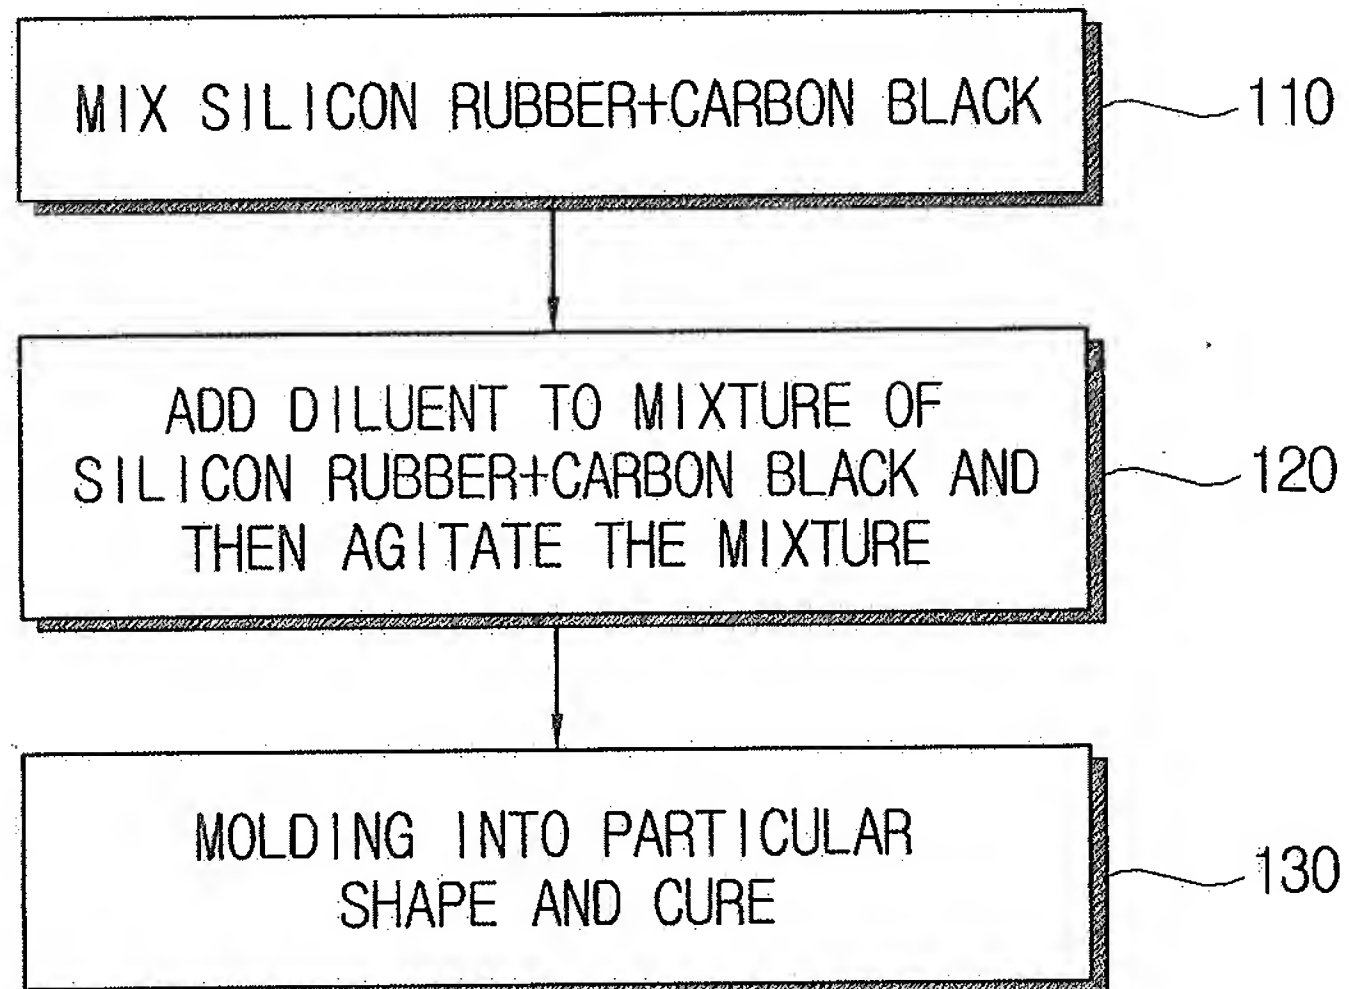 MIX SILICON RUBBER+CARBON BLACK
110
ADD DILUENT TO MIXTURE OF
SILICON RUBBER+CARBON BLACK AND
THEN AGITATE THE MIXTURE
120
MOLDING INTO PARTICULAR
SHAPE AND CURE
130